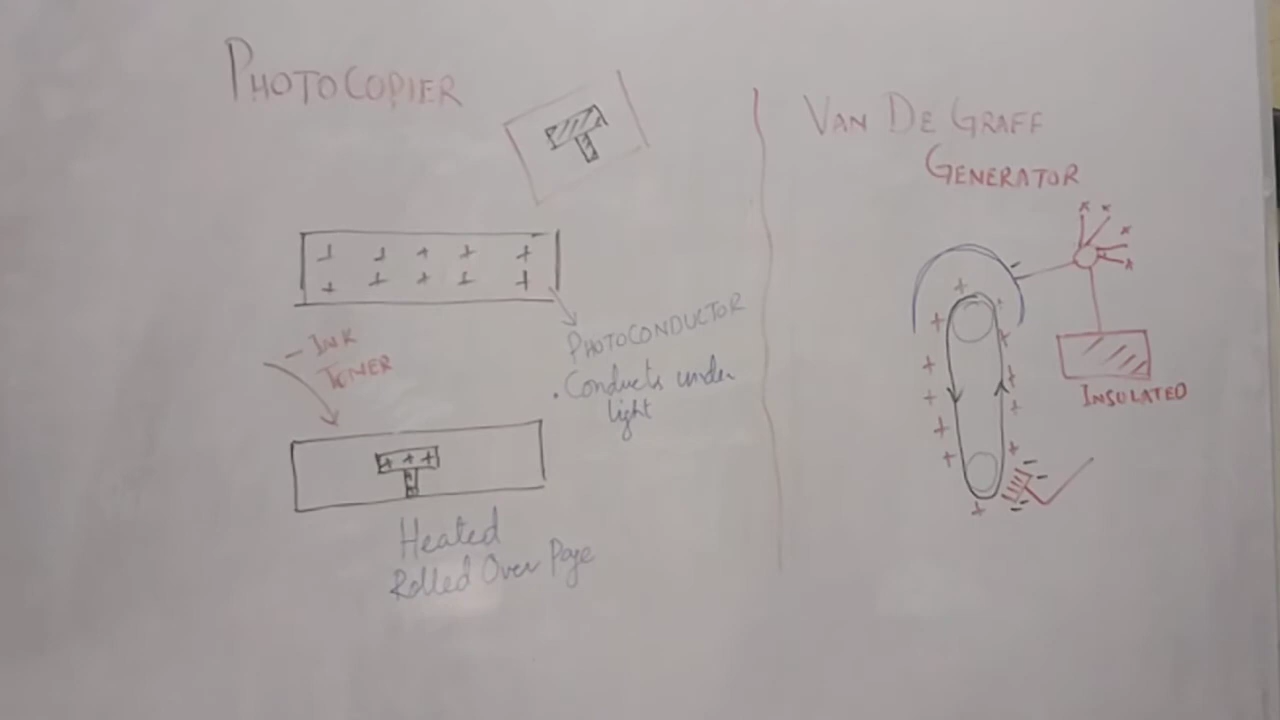 PHOTOCOPIER
PHOTOCONDUCTOR
. Conducts under
light
- INK
TONER
Heated
Rolled Over Page
VAN DE GRAFF
GENERATOR
INSULATED